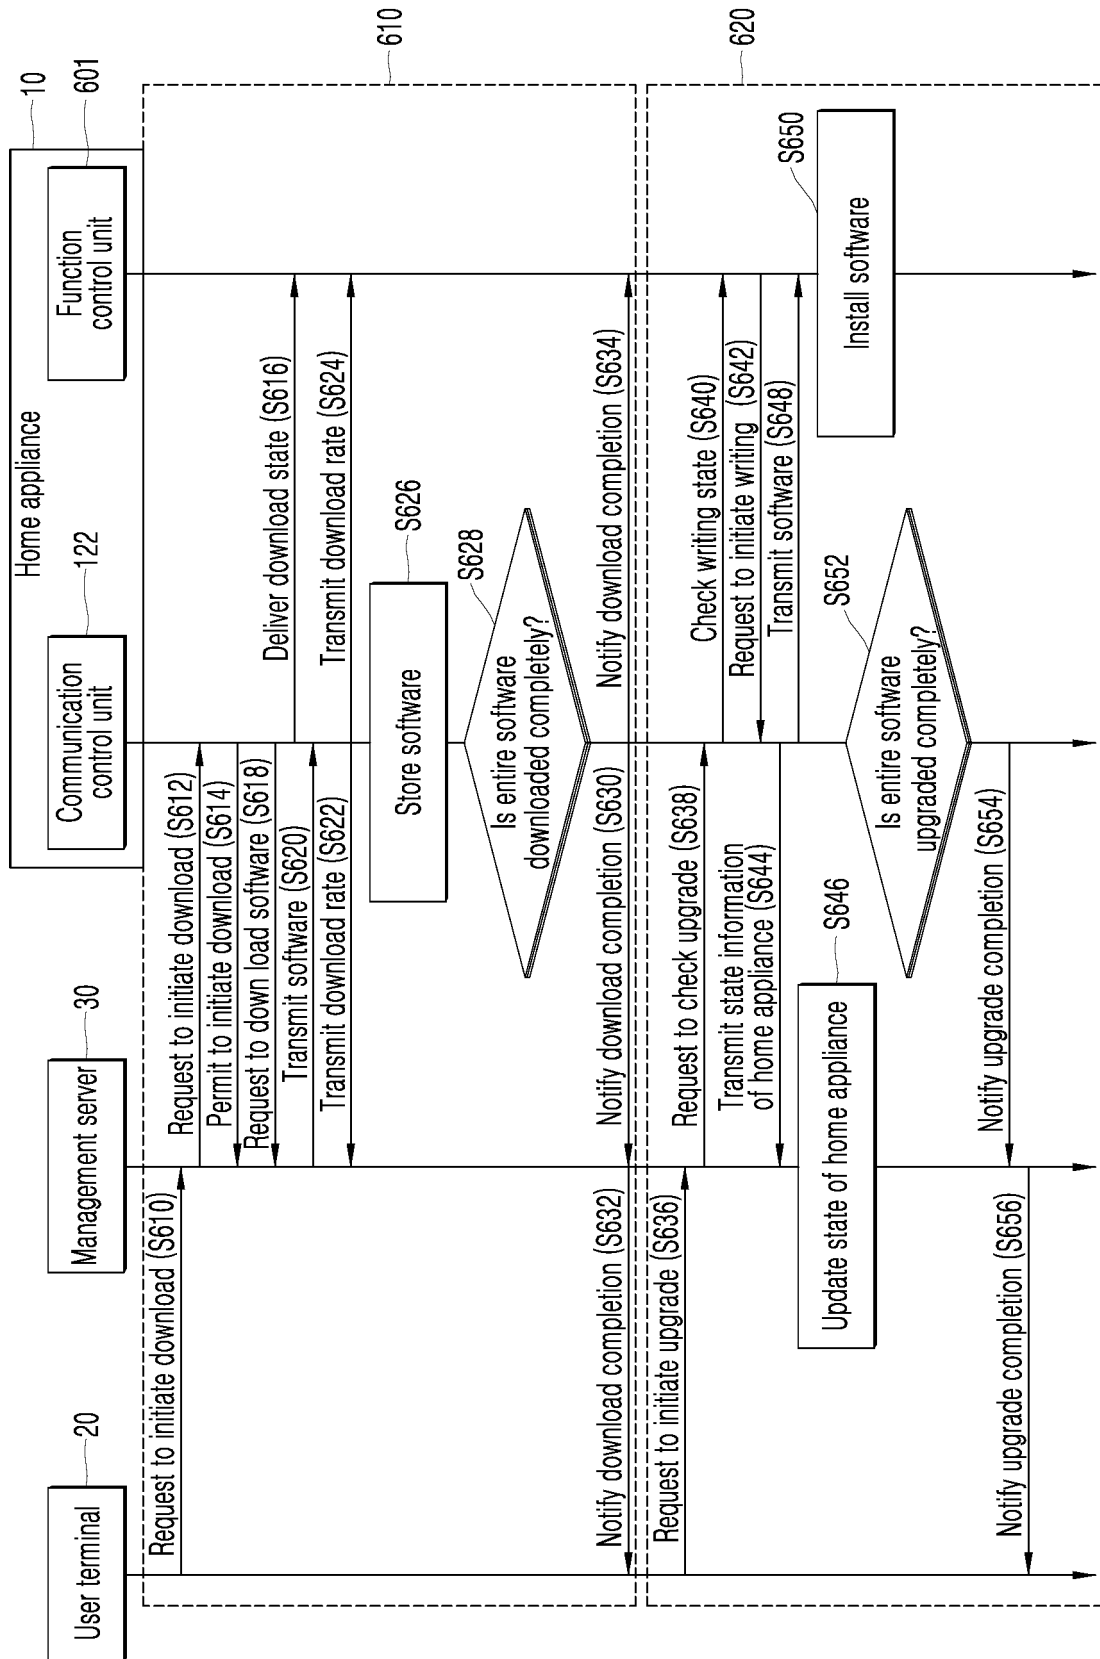 User terminal
20
Management server
30
Home appliance
10
Communication
control unit
122
Function
control unit
601
610
Request to initiate download (S610)
Request to initiate download (S612)
Permit to initiate download (S614)
Deliver download state (S616)
Request to down load software (S618)
Transmit software (S620)
Transmit download rate (S622)
Transmit download rate (S624)
Store software
S626
Is entire software
downloaded completely?
S628
Notify download completion (S632)
Notify download completion (S630)
Notify download completion (S634)
620
Request to initiate upgrade (S636)
Request to check upgrade (S638)
Check writing state (S640)
Request to initiate writing (S642)
Transmit state information
of home appliance (S644)
Transmit software (S648)
Update state of home appliance
S646
Install software
S650
Is entire software
upgraded completely?
S652
Notify upgrade completion (S654)
Notify upgrade completion (S656)